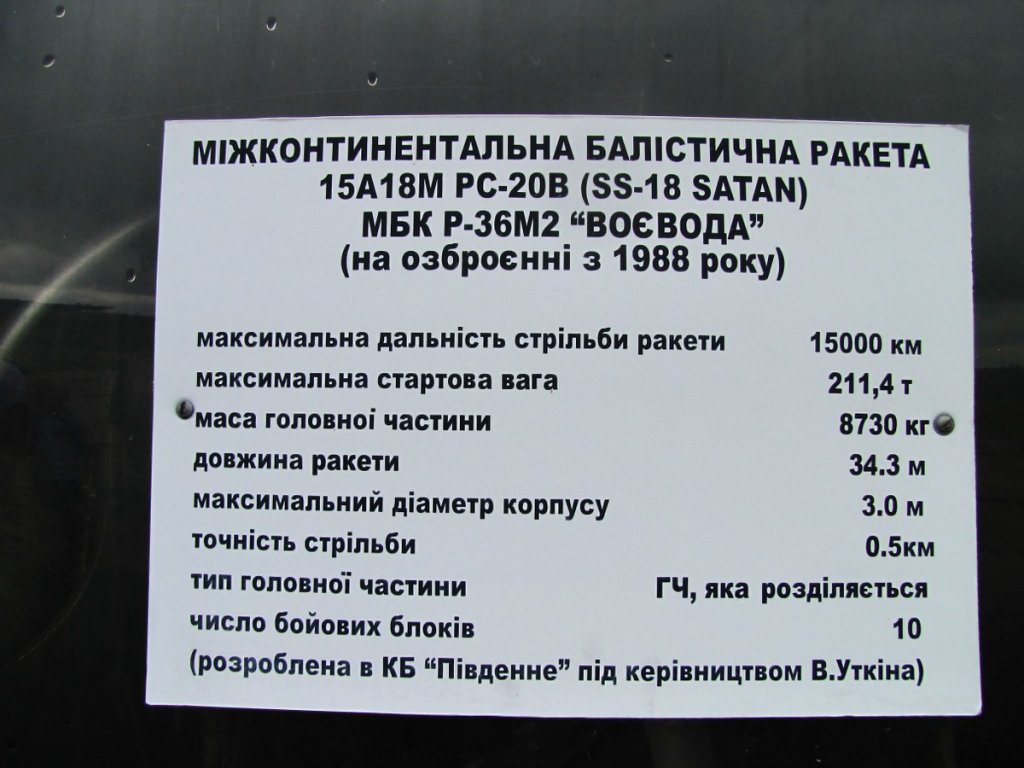 МІЖКОНТИНЕНТАЛЬНА БАЛІСТИЧНА РАКЕТА
15А18М РС-20В (SS-18 SATAN)
МБК Р-36М2 “ВОЄВОДА”
(на озброєнні з 1988 року)
максимальна дальність стрільби ракети 15000 км
максимальна стартова вага 211,4 т
маса головної частини 8730 кг
довжина ракети 34.3 м
максимальний діаметр корпусу 3.0 м
точність стрільби 0.5км
тип головної частини ГЧ, яка розділяється
число бойових блоків 10
(розроблена в КБ “Південне” під керівництвом В.Уткіна)